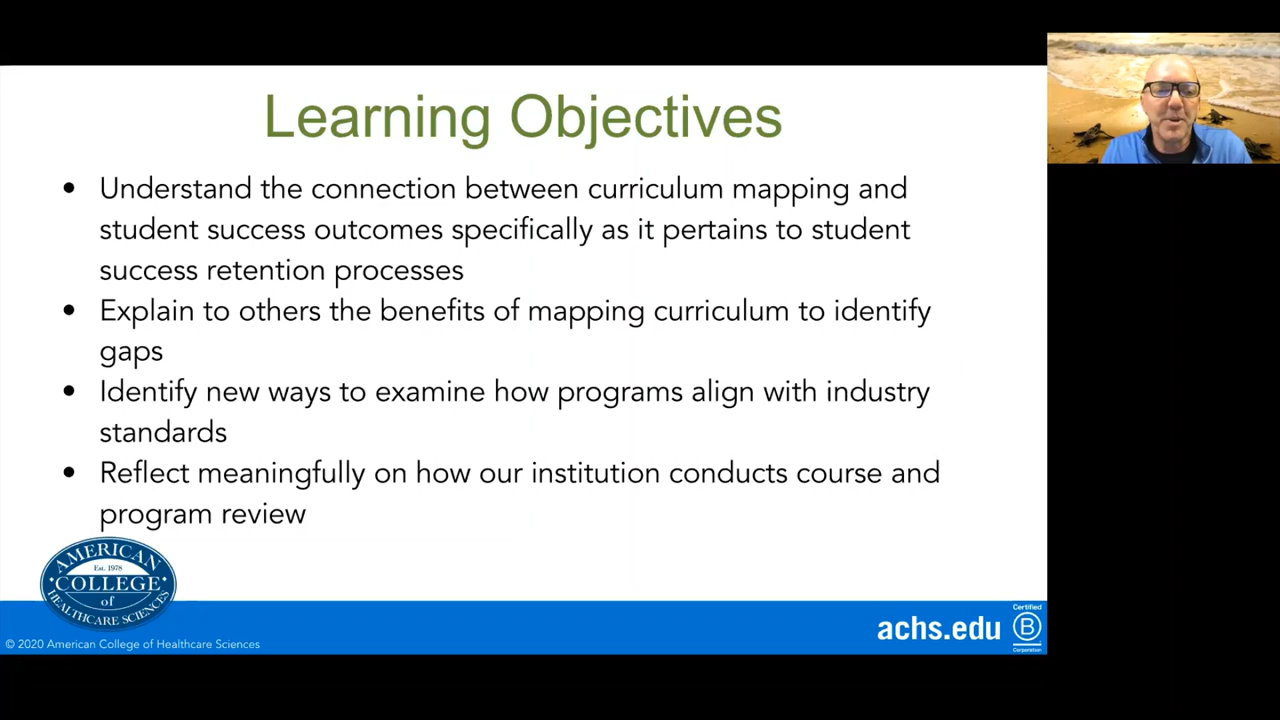 Learning Objectives
• Understand the connection between curriculum mapping and
student success outcomes specifically as it pertains to student
success retention processes
• Explain to others the benefits of mapping curriculum to identify
gaps
• Identify new ways to examine how programs align with industry
standards
• Reflect meaningfully on how our institution conducts course and
program review
AMERICAN
Est. 1978
COLLEGE
of
HEALTHCARE SCIENCES
© 2020 American College of Healthcare Sciences
achs.edu
Certified
B
Corporation